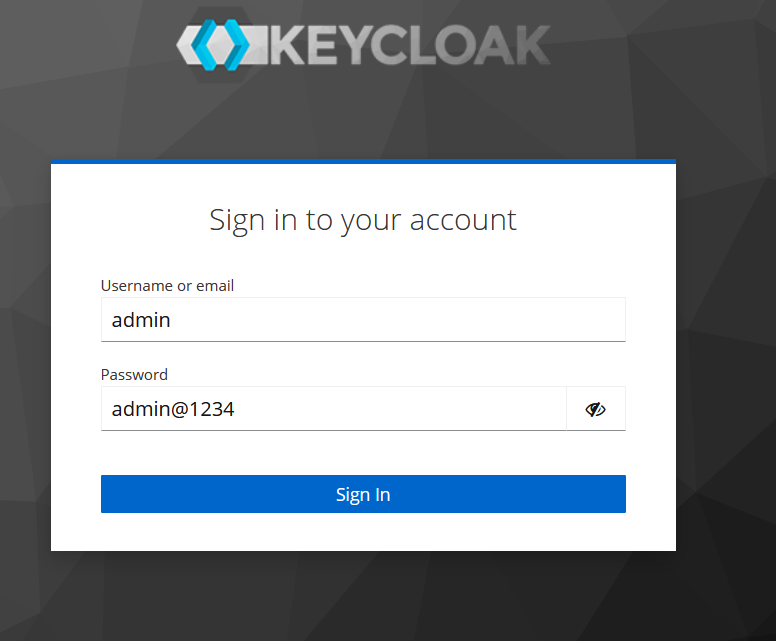 KEYCLOAK
Sign in to your account
Username or email
admin
Password
admin@1234
Sign In